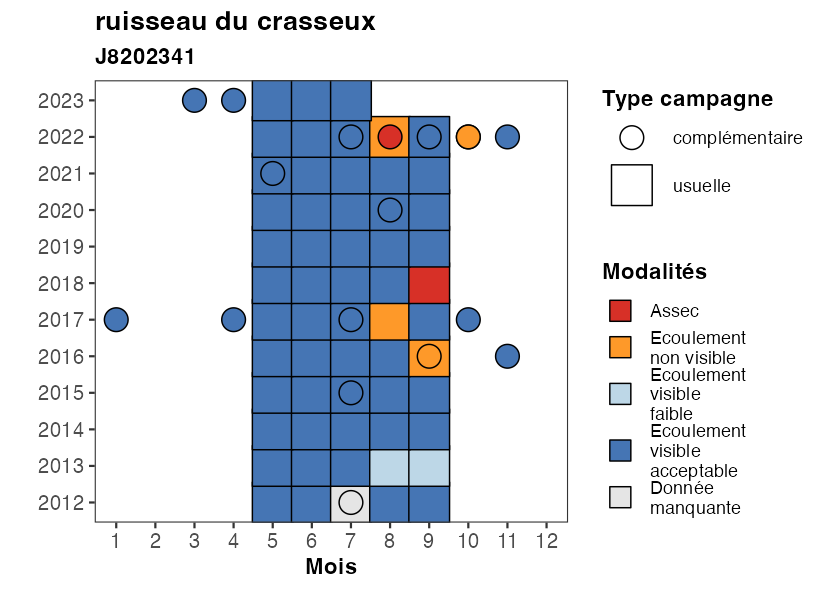 ruisseau du crasseux
J8202341
2023
2022
2021
2020
2019
2018
2017
2016
2015
2014
2013
2012
1 2 3 4 5 6 7 8 9 10 11 12
Mois
Type campagne
complémentaire
usuelle
Modalités
Assec
Ecoulement
non visible
Ecoulement
visible
faible
Ecoulement
visible
acceptable
Donnée
manquante